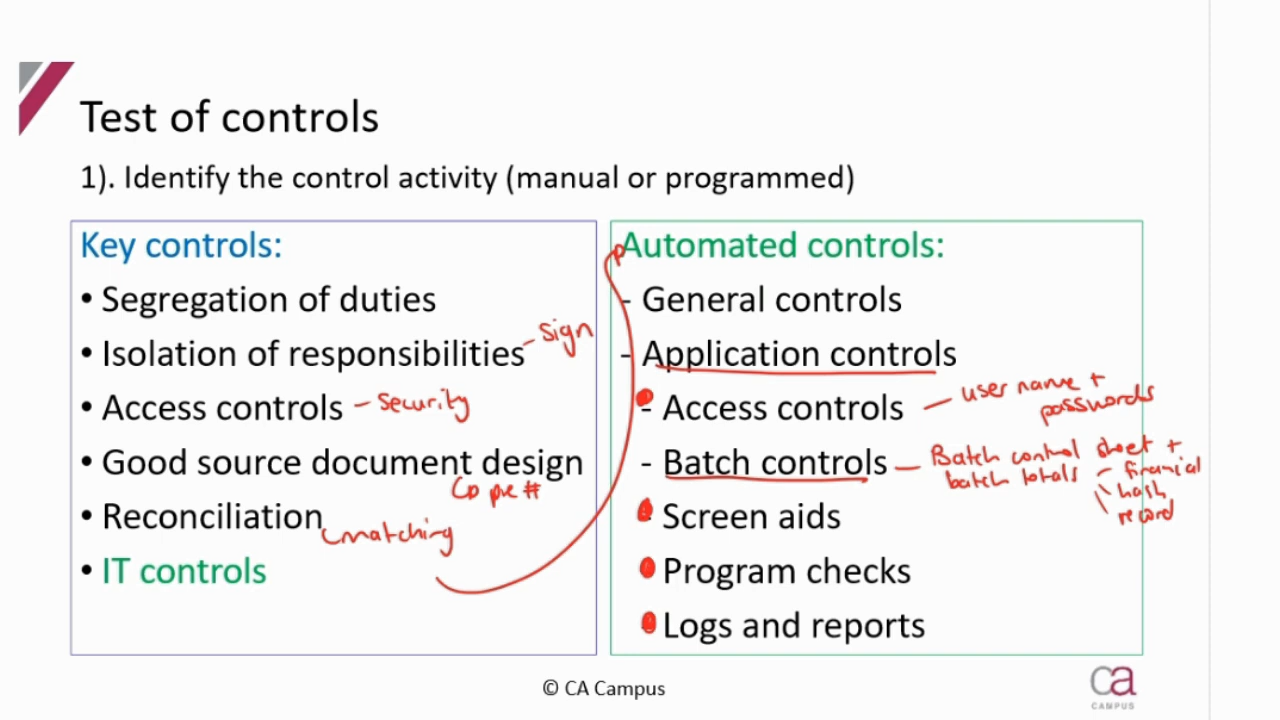 Test of controls
1). Identify the control activity (manual or programmed)
Key controls:
• Segregation of duties
• Isolation of responsibilities - sign
• Access controls - security
• Good source document design
pre #
• Reconciliation
matching
• IT controls
Automated controls:
- General controls
- Application controls
- Access controls - user name +
passwords
- Batch controls - Batch control sheet +
batch totals - financial
hash
record
Screen aids
Program checks
Logs and reports
© CA Campus
ca
CAMPUS